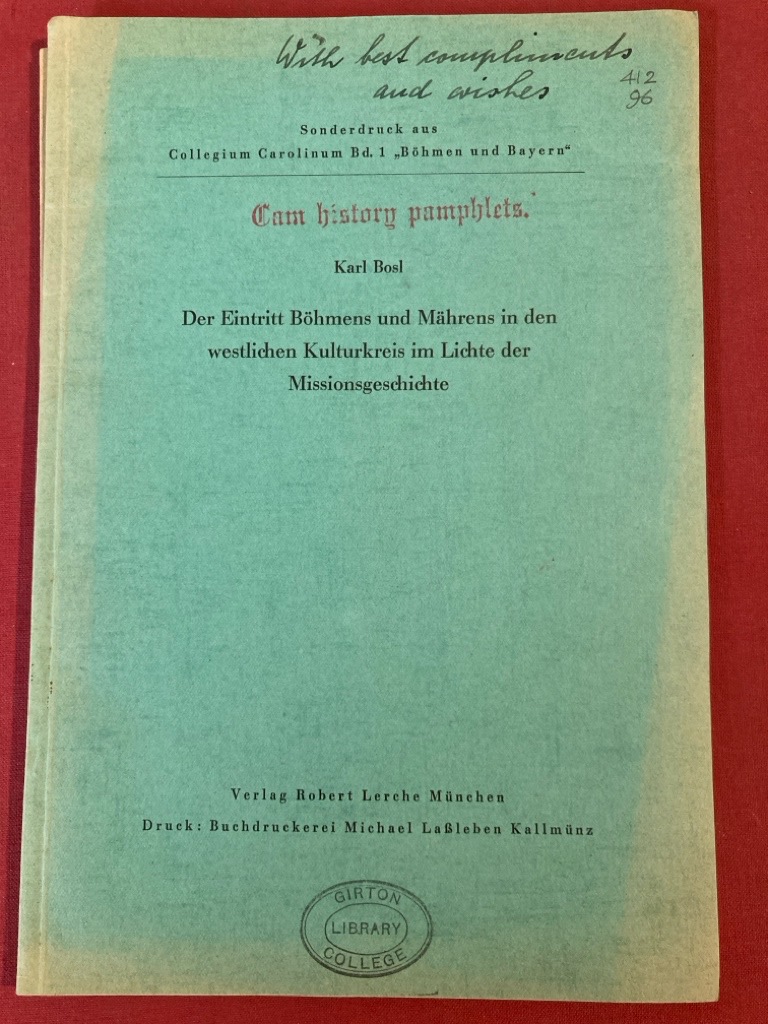 With best compliments
and wishes
412
96
Sonderdruck aus
Collegium Carolinum Bd. 1 „Böhmen und Bayern“
Cam history pamphlets.
Karl Bosl
Der Eintritt Böhmens und Mährens in den
westlichen Kulturkreis im Lichte der
Missionsgeschichte
Verlag Robert Lerche München
Druck: Buchdruckerei Michael Laßleben Kallmünz
GIRTON
LIBRARY
COLLEGE